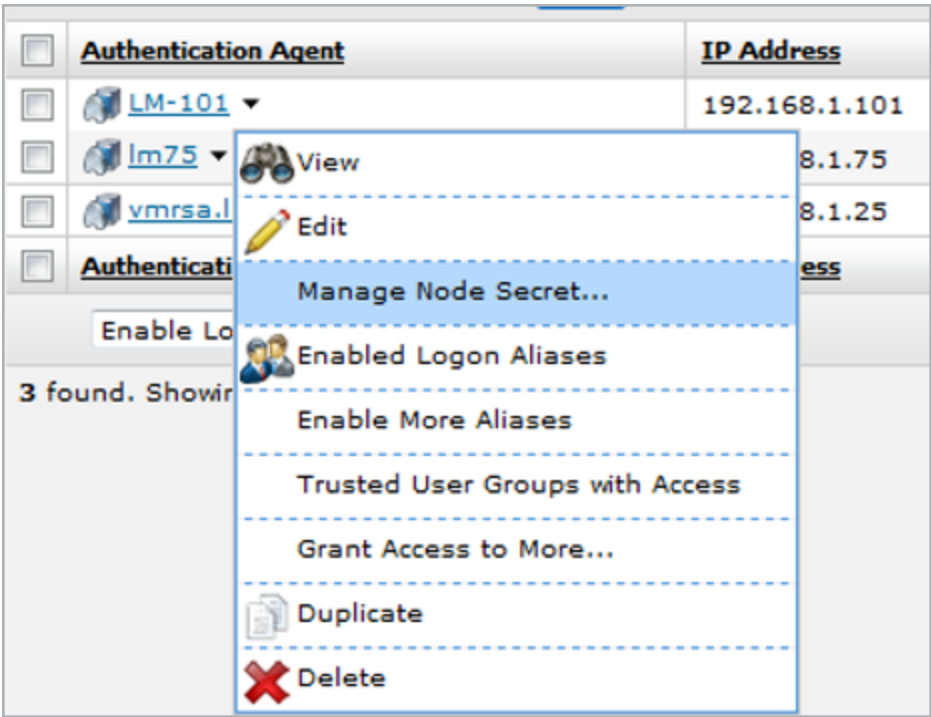 Authentication Agent IP Address
LM-101 192.168.1.101
lm75 8.1.75
vmrsa.l 8.1.25
Authenticati ess
Enable Lo
3 found. Showin
View
Edit
Manage Node Secret...
Enabled Logon Aliases
Enable More Aliases
Trusted User Groups with Access
Grant Access to More...
Duplicate
Delete